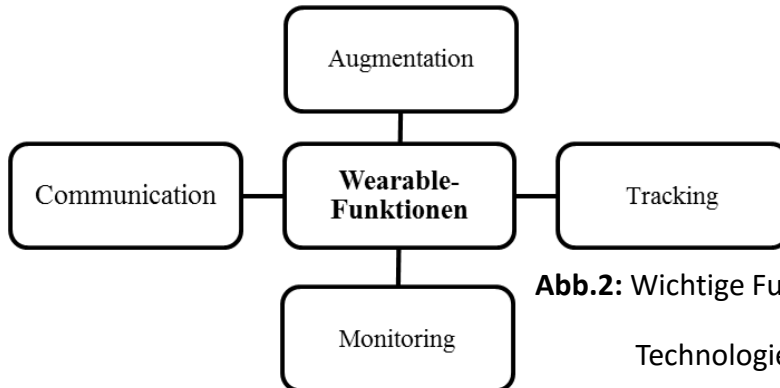 Augmentation
Communication
Wearable-
Funktionen
Tracking
Abb.2: Wichtige Fu
Monitoring
Technologie